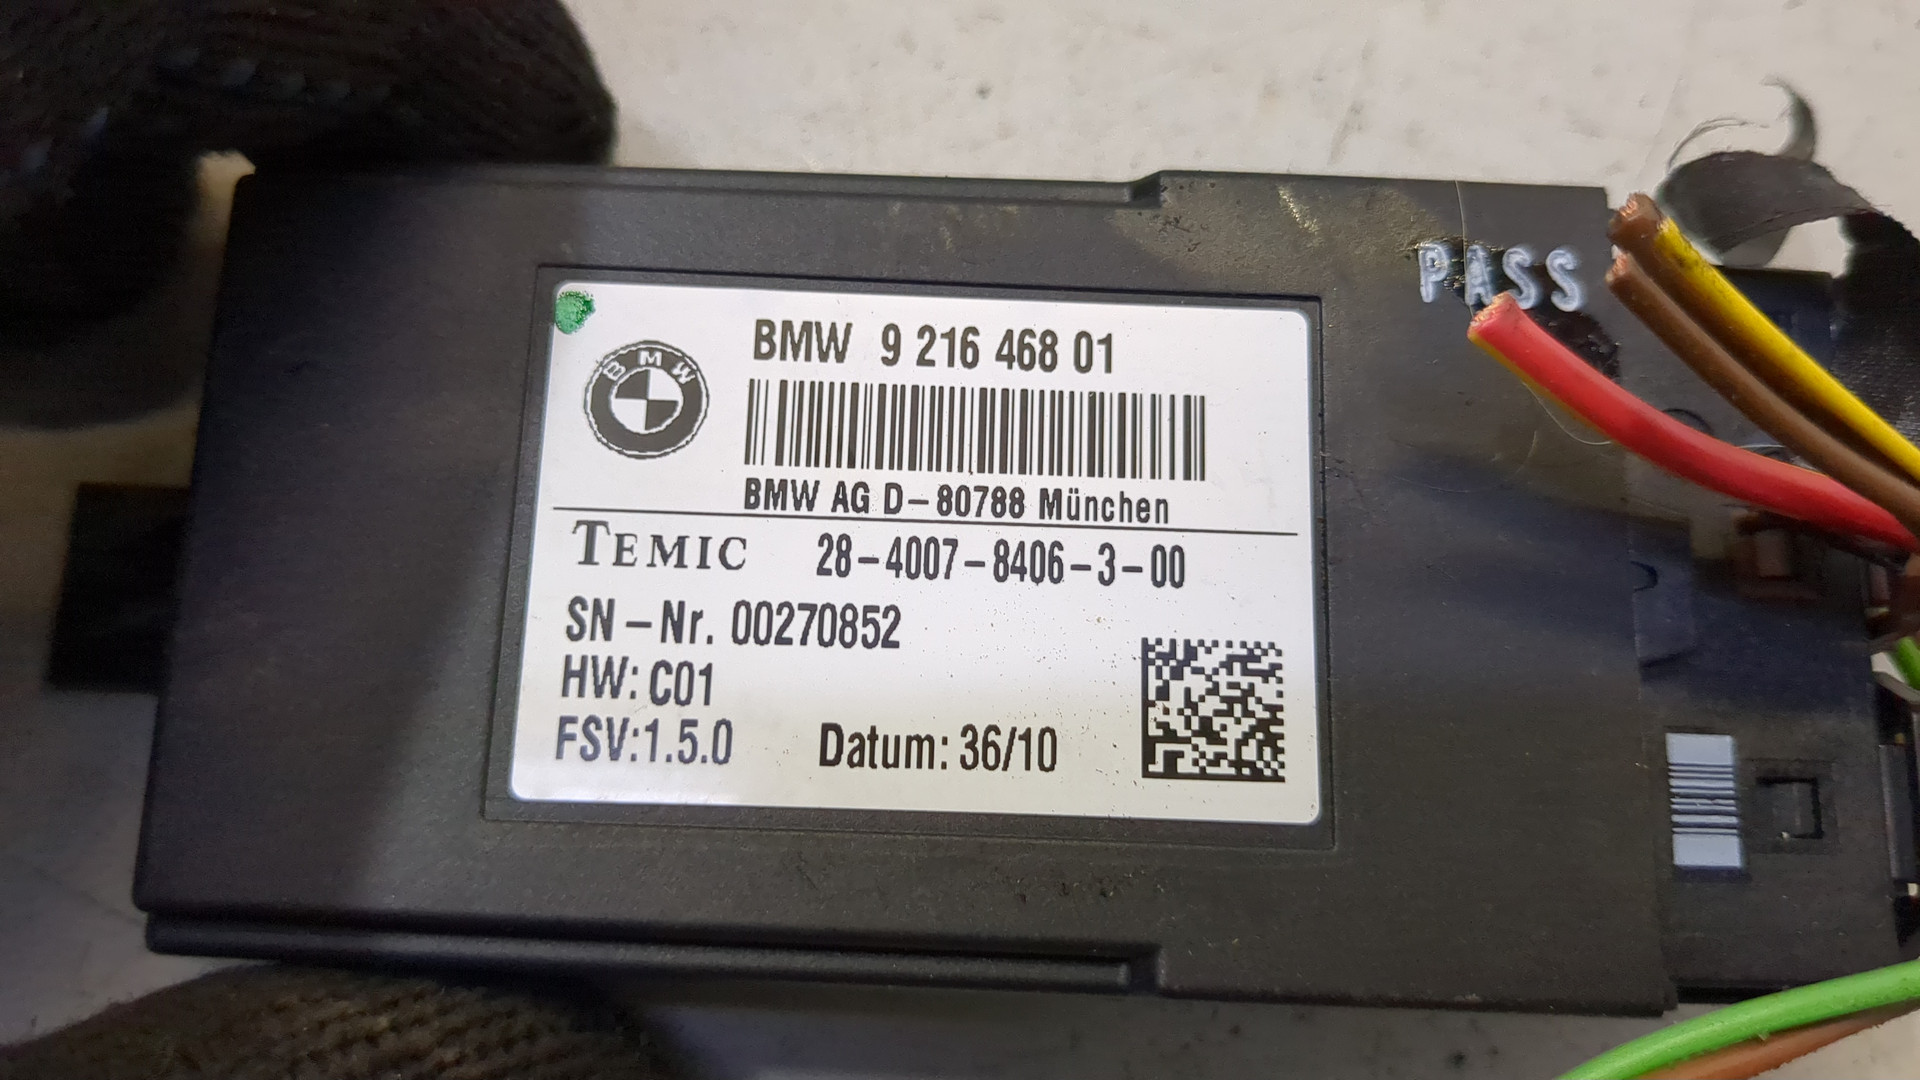 PASS
BMW 9 216 468 01
BMW
BMW AG D-80788 München
TEMIC 28-4007-8406-3-00
SN-Nr. 00270852
HW: C01
FSV:1.5.0 Datum: 36/10